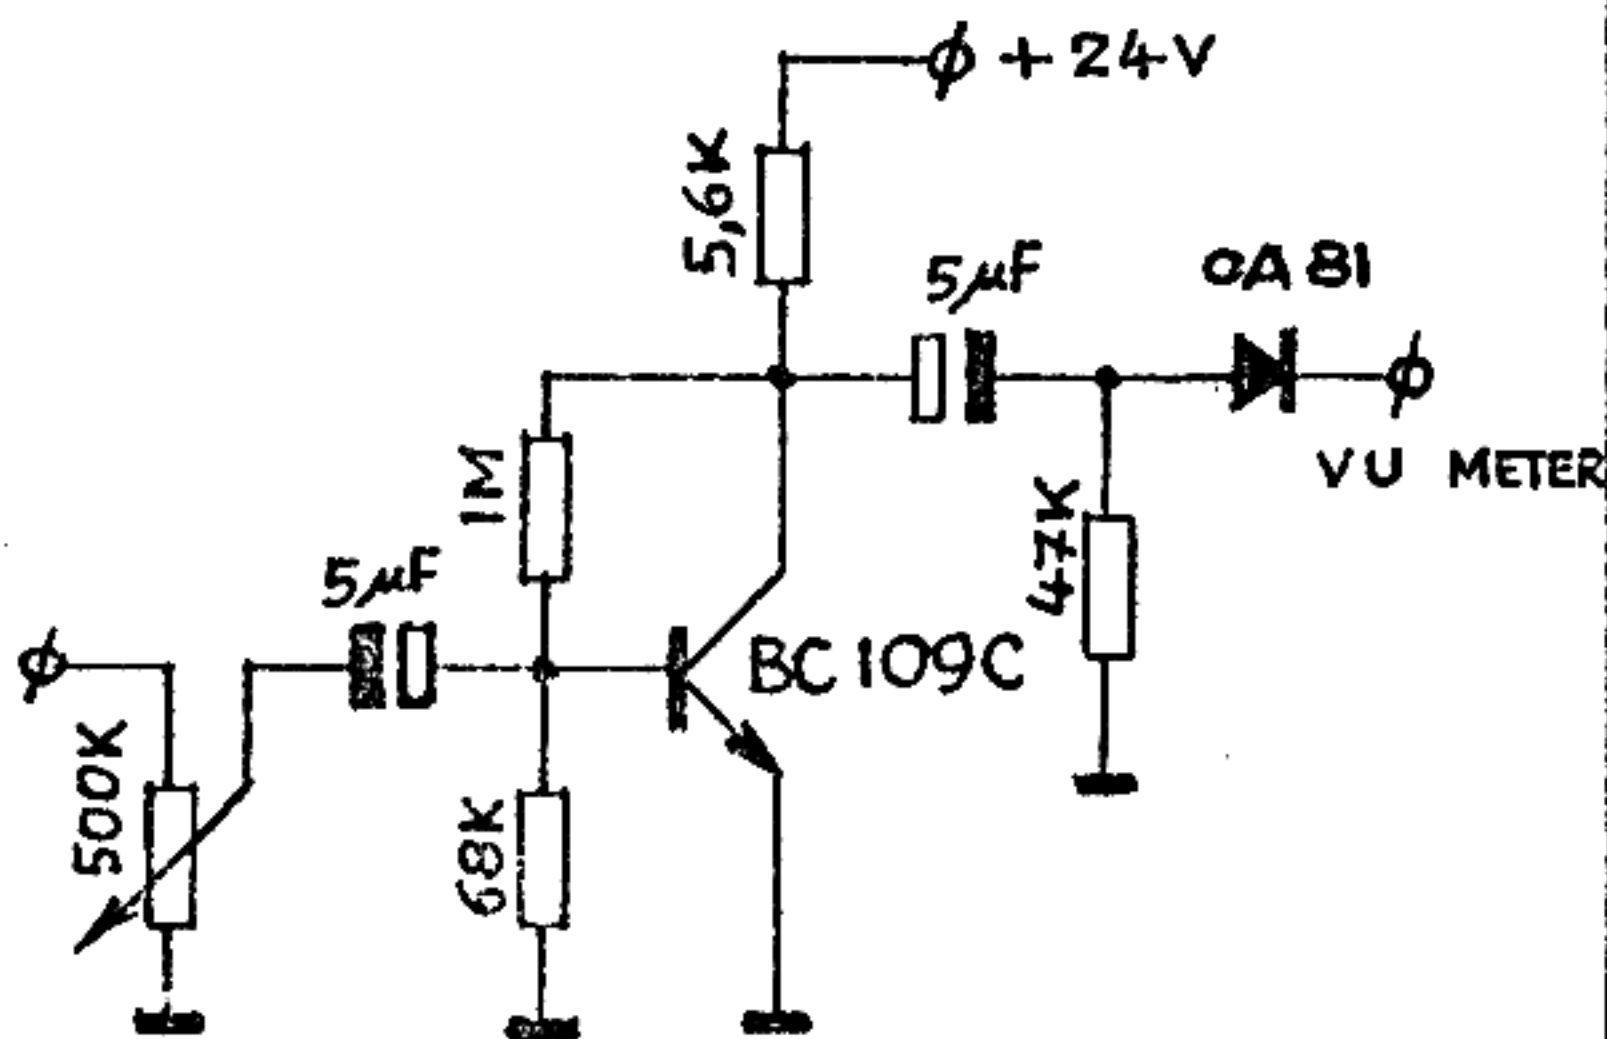 +24V
5,6K
5µF
OA81
1M
VU METER
47K
5µF
BC109C
500K
68K